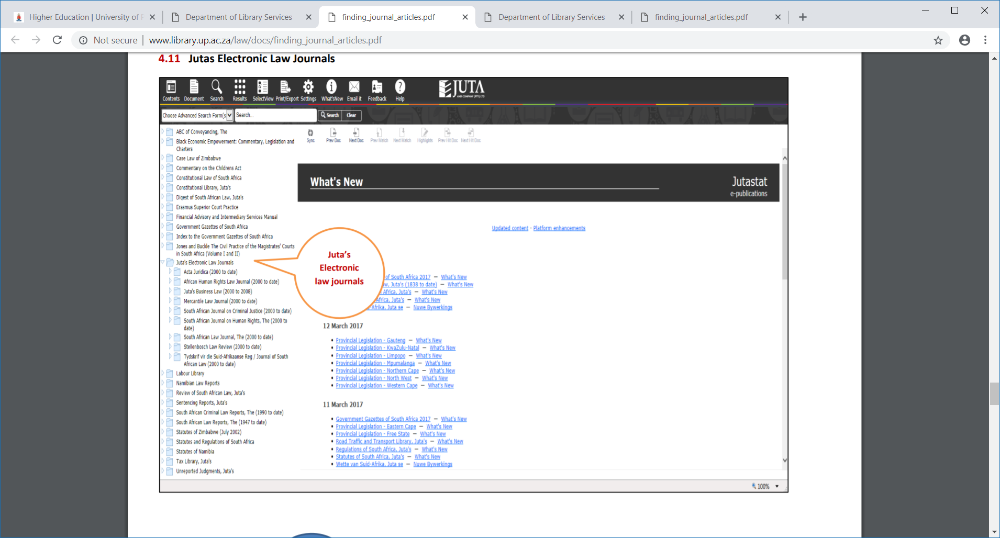 Higher Education | University of
Department of Library Services
finding_journal_articles.pdf
Department of Library Services
finding_journal_articles.pdf
Not secure
www.library.up.ac.za/law/docs/finding_journal_articles.pdf
4.11 Jutas Electronic Law Journals
Contents Document Search Results SelectView Print/Export Settings What'sNew Email it Feedback Help
JUTA
AND COMPANY (PTY) LTD
Choose Advanced Search Form(s
Search...
Search Clear
ABC of Conveyancing, The
Black Economic Empowerment: Commentary, Legislation and
Charters
Case Law of Zimbabwe
Commentary on the Childrens Act
Constitutional Law of South Africa
Constitutional Library, Juta's
Digest of South African Law, Juta's
Erasmus Superior Court Practice
Financial Advisory and Intermediary Services Manual
Government Gazettes of South Africa
Index to the Government Gazettes of South Africa
Jones and Buckle The Civil Practice of the Magistrates' Courts
in South Africa (Volume I and II)
Juta's Electronic Law Journals
Acta Juridica (2000 to date)
African Human Rights Law Journal (2000 to date)
Juta's Business Law (2000 to 2008)
Mercantile Law Journal (2000 to date)
South African Journal on Criminal Justice (2000 to date)
South African Journal on Human Rights, The (2000 to
date)
South African Law Journal, The (2000 to date)
Stellenbosch Law Review (2000 to date)
Tydskrif vir die Suid-Afrikaanse Reg / Journal of South
African Law (2000 to date)
Labour Library
Namibian Law Reports
Review of South African Law, Juta's
Sentencing Reports, Juta's
South African Criminal Law Reports, The (1990 to date)
South African Law Reports, The (1947 to date)
Statutes of Zimbabwe (July 2002)
Statutes and Regulations of South Africa
Statutes of Namibia
Tax Library, Juta's
Unreported Judgments, Juta's
Sync Prev Doc Next Doc Prev Match Next Match Highlights Prev Hit Doc Next Hit Doc
What's New
Jutastat
e-publications
Updated content - Platform enhancements
Juta's
Electronic
law journals
of South Africa 2017 — What's New
Juta's (1838 to date) — What's New
Africa, Juta's — What's New
Africa, Juta's — What's New
-Afrika, Juta se — Nuwe Bywerkings
12 March 2017
• Provincial Legislation - Gauteng — What's New
• Provincial Legislation - KwaZulu-Natal — What's New
• Provincial Legislation - Limpopo — What's New
• Provincial Legislation - Mpumalanga — What's New
• Provincial Legislation - Northern Cape — What's New
• Provincial Legislation - North West — What's New
• Provincial Legislation - Western Cape — What's New
11 March 2017
• Government Gazettes of South Africa 2017 — What's New
• Provincial Legislation - Eastern Cape — What's New
• Provincial Legislation - Free State — What's New
• Road Traffic and Transport Library, Juta's — What's New
• Regulations of South Africa, Juta's — What's New
• Statutes of South Africa, Juta's — What's New
• Wette van Suid-Afrika, Juta se — Nuwe Bywerkings
100%